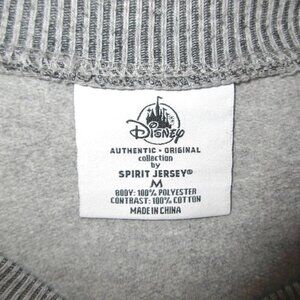 Disney
AUTHENTIC • ORIGINAL
collection
by
SPIRIT JERSEY®
M
BODY: 100% POLYESTER
CONTRAST: 100% COTTON
MADE IN CHINA